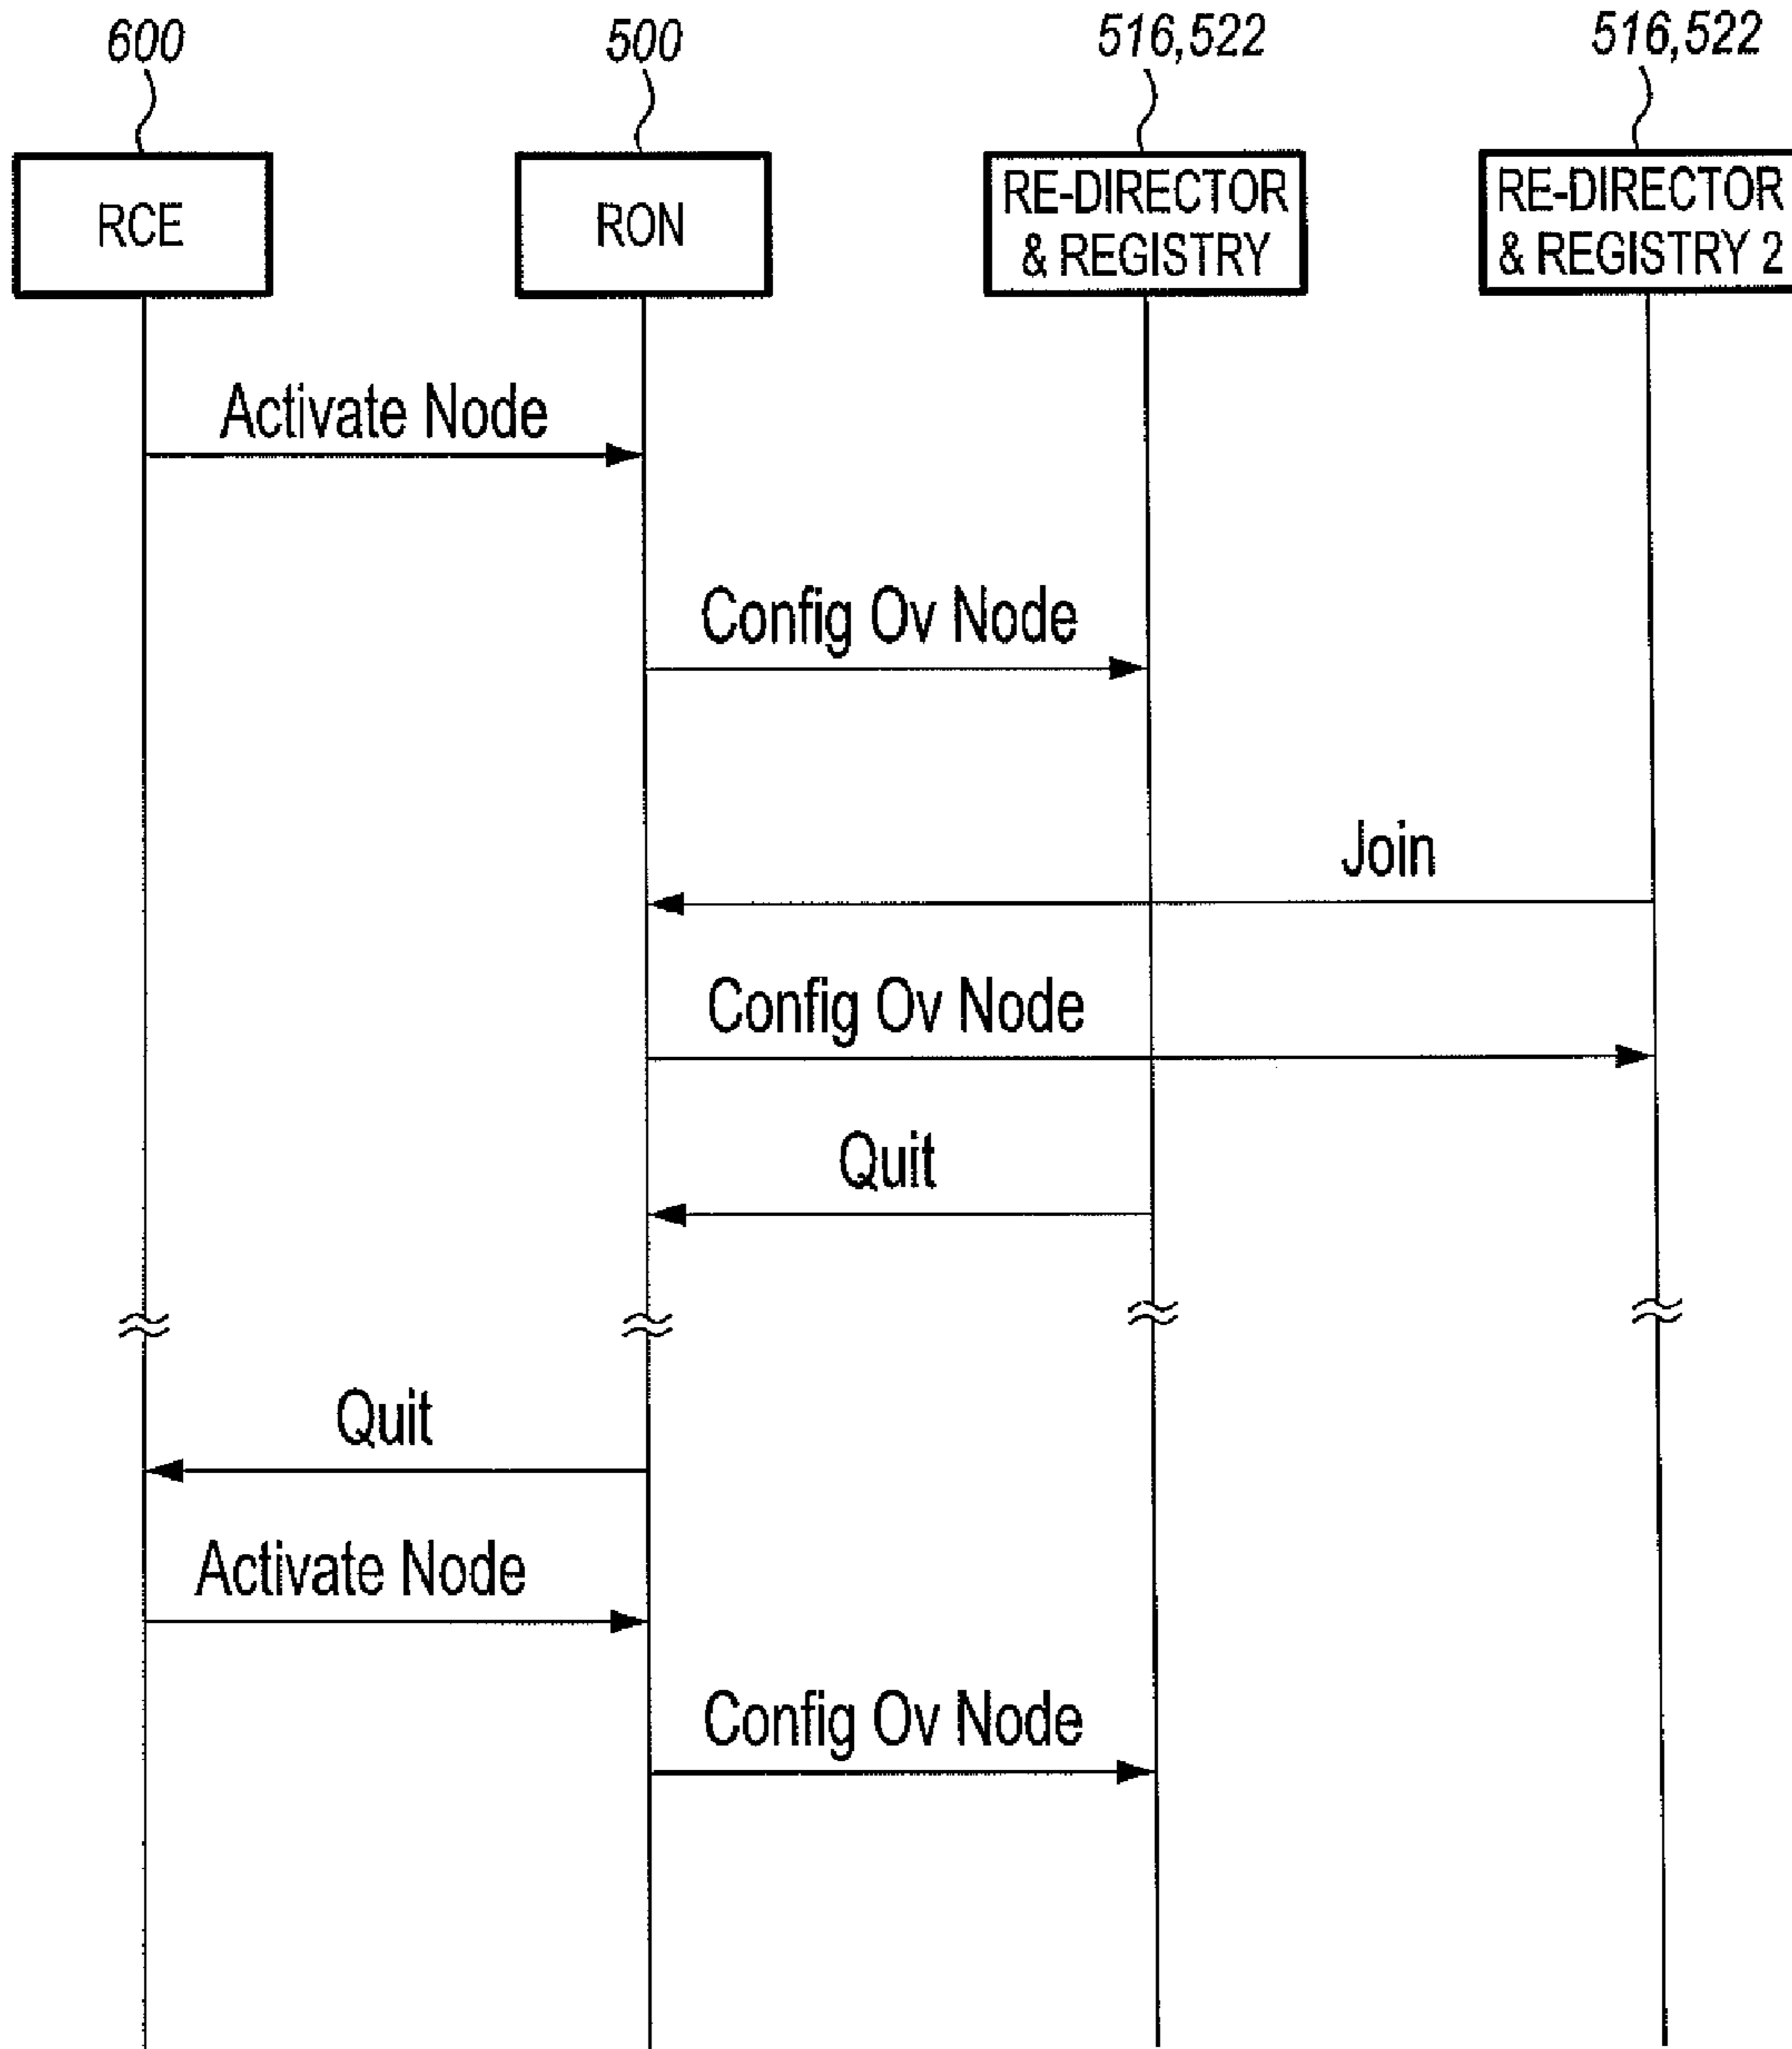 600
500
516,522
516,522
RCE
RON
RE-DIRECTOR
& REGISTRY
RE-DIRECTOR
& REGISTRY 2
Activate Node
Config Ov Node
Join
Config Ov Node
Quit
Quit
Activate Node
Config Ov Node